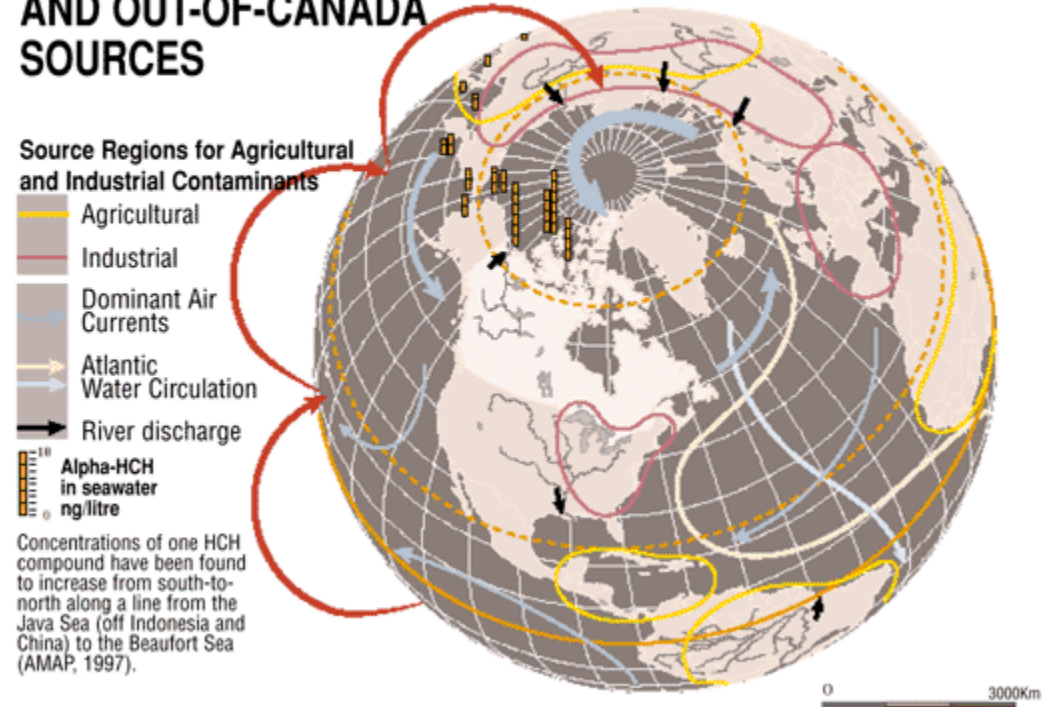 AND OUT-OF-CANADA
SOURCES
Source Regions for Agricultural
and Industrial Contaminants
Agricultural
Industrial
Dominant Air
Currents
Atlantic
Water Circulation
River discharge
10
Alpha-HCH
in seawater
ng/litre
0
Concentrations of one HCH
compound have been found
to increase from south-to-
north along a line from the
Java Sea (off Indonesia and
China) to the Beaufort Sea
(AMAP, 1997).
0 3000Km